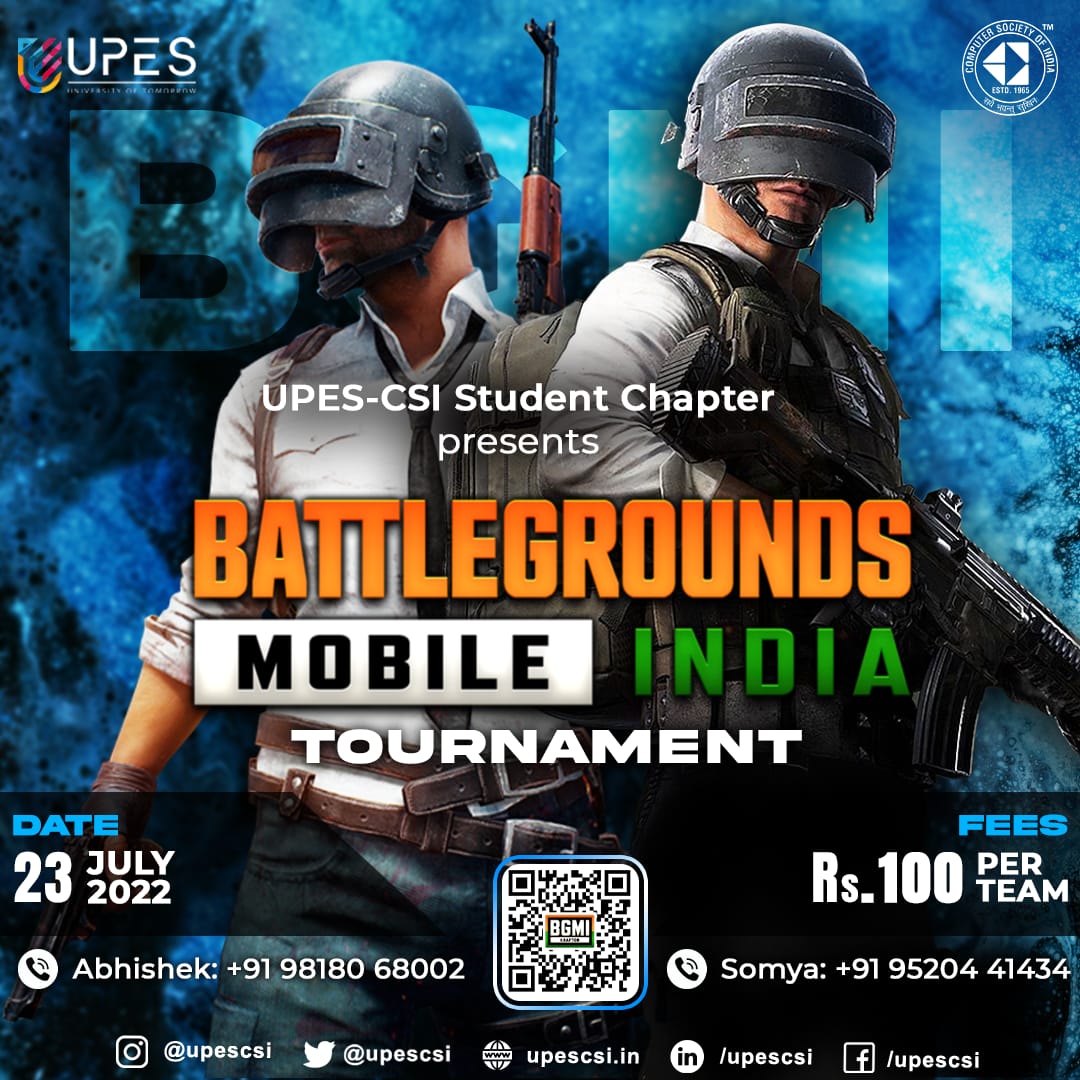 UPES
UNIVERSITY OF TOMORROW
COMPUTER SOCIETY OF INDIA
TM
ESTD. 1965
BGMI
UPES-CSI Student Chapter
presents
BATTLEGROUNDS
MOBILE INDIA
TOURNAMENT
DATE
23 JULY
2022
FEES
Rs.100 PER
TEAM
BGMI
Abhishek: +91 98180 68002
Somya: +91 95204 41434
@upescsi
@upescsi
upescsi.in
/upescsi
/upescsi